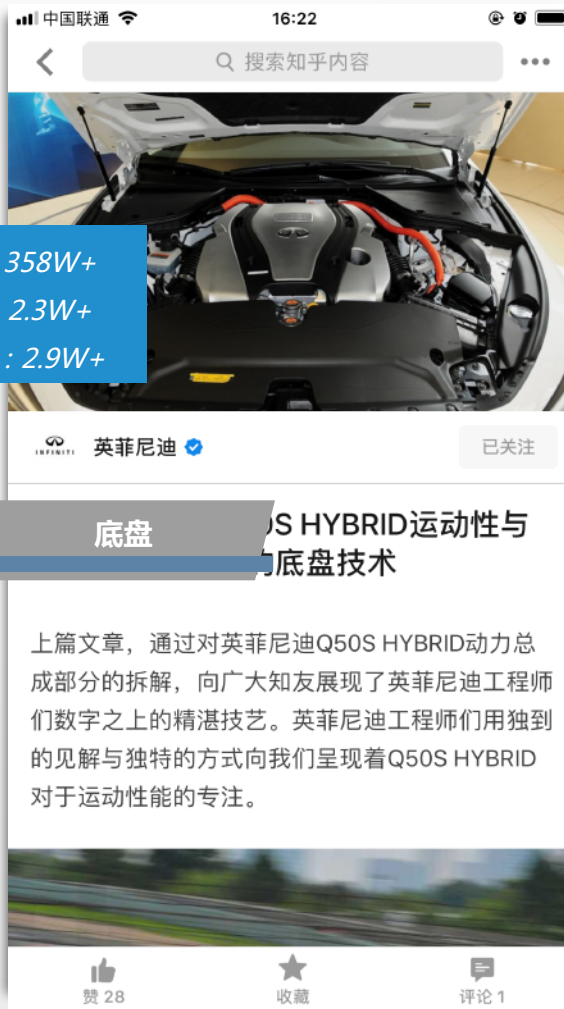 中国联通
16:22
搜索知乎内容
358W+
2.3W+
: 2.9W+
INFINITI
英菲尼迪
已关注
底盘
0S HYBRID运动性与
的底盘技术
上篇文章，通过对英菲尼迪Q50S HYBRID动力总
成部分的拆解，向广大知友展现了英菲尼迪工程师
们数字之上的精湛技艺。英菲尼迪工程师们用独到
的见解与独特的方式向我们呈现着Q50S HYBRID
对于运动性能的专注。
赞 28
收藏
评论 1